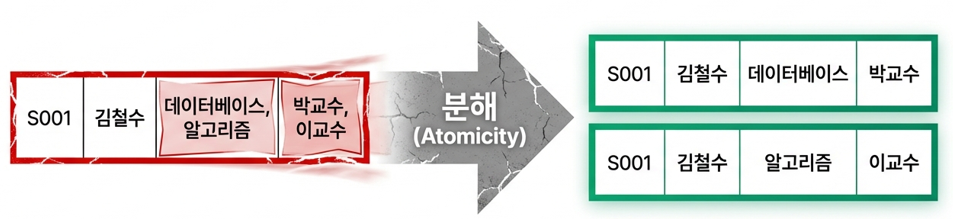 S001 김철수 데이터베이스, 알고리즘 박교수, 이교수
분해
(Atomicity)
S001 김철수 데이터베이스 박교수
S001 김철수 알고리즘 이교수